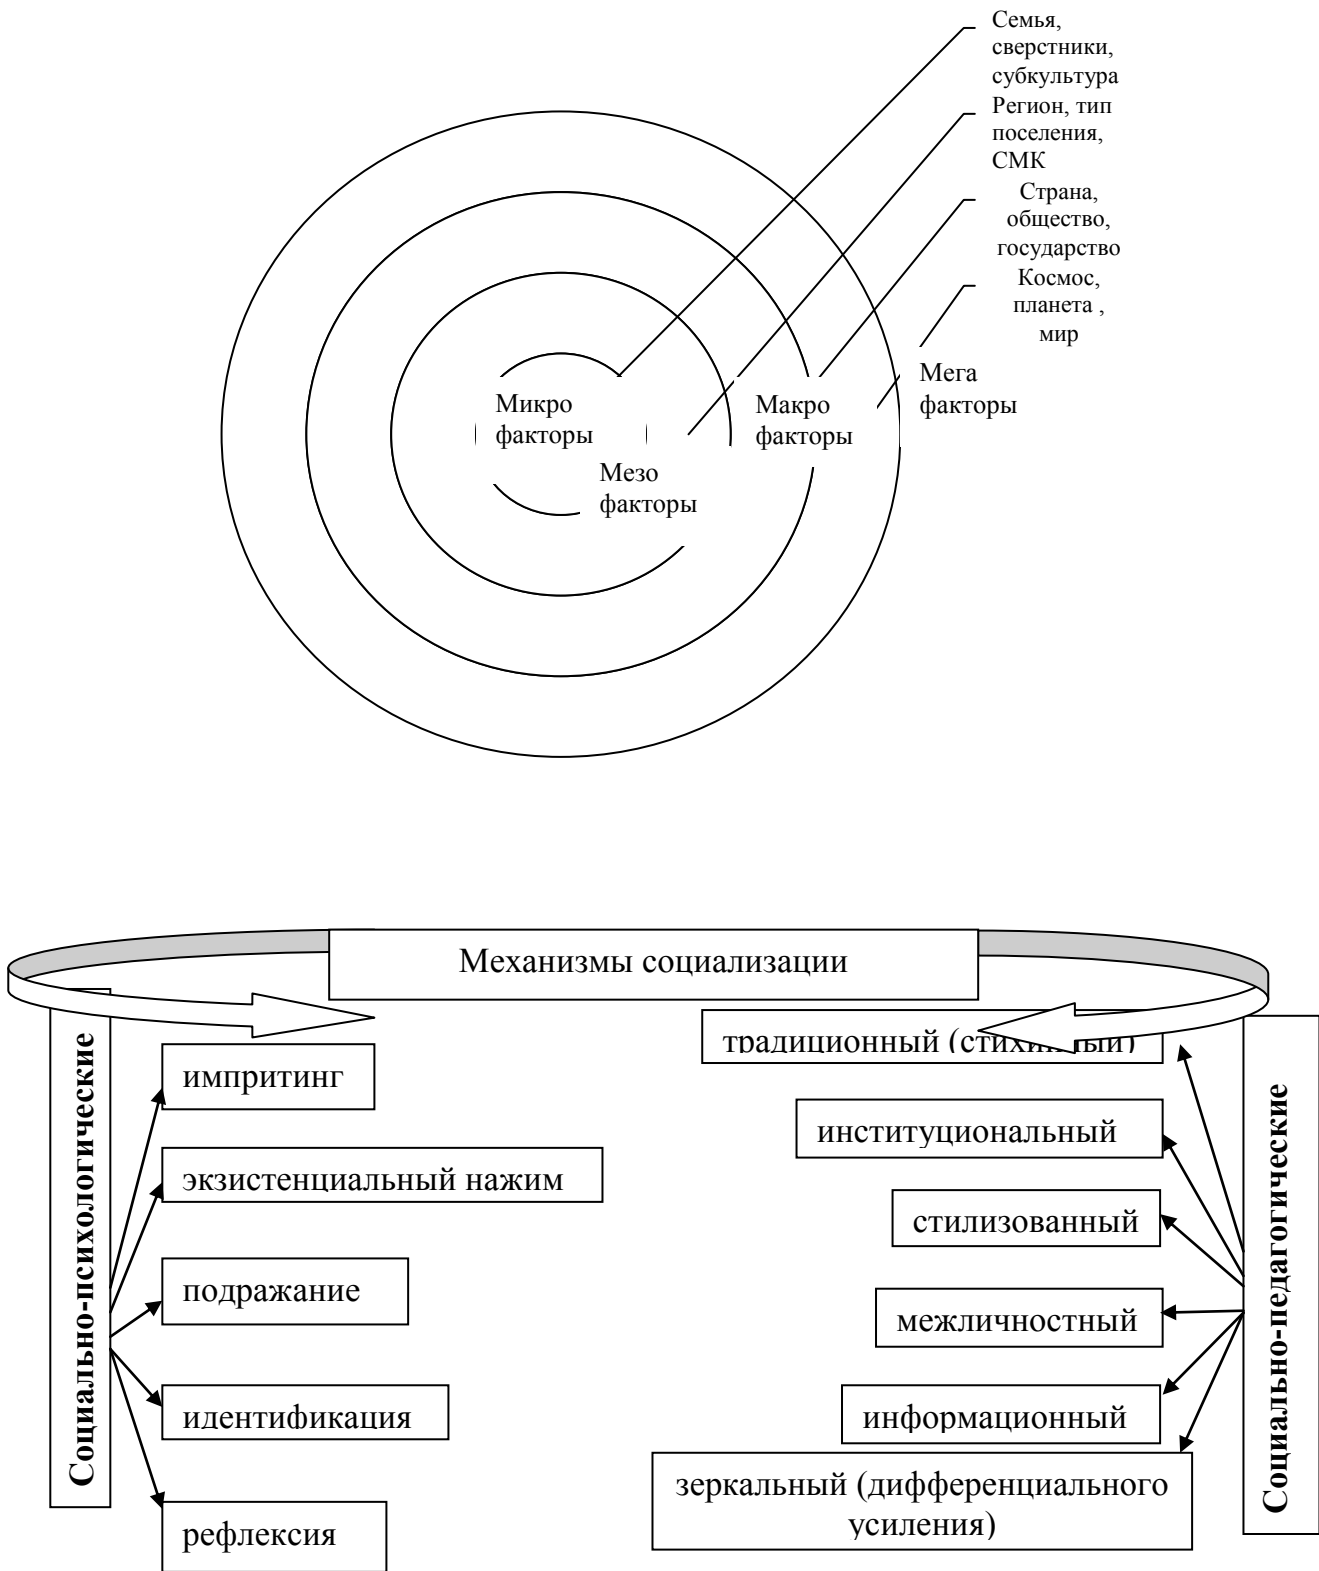 Семья,
сверстники,
субкультура
Регион, тип
поселения,
СМК
Страна,
общество,
государство
Космос,
планета ,
мир
Мега
факторы
Микро
факторы
Макро
факторы
Мезо
факторы
Механизмы социализации
Социально-психологические
импритинг
экзистенциальный нажим
подражание
идентификация
рефлексия
традиционный (стихийный)
институциональный
стилизованный
межличностный
информационный
зеркальный (дифференциального
усиления)
Социально-педагогические